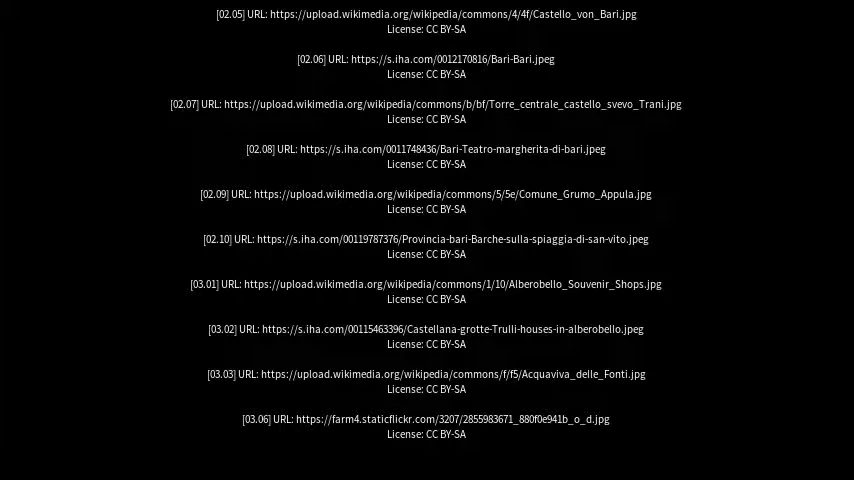 [02.05] URL: https://upload.wikimedia.org/wikipedia/commons/4/4f/Castello_von_Bari.jpg
License: CC BY-SA
[02.06] URL: https://s.iha.com/0012170816/Bari-Bari.jpeg
License: CC BY-SA
[02.07] URL: https://upload.wikimedia.org/wikipedia/commons/b/bf/Torre_centrale_castello_svevo_Trani.jpg
License: CC BY-SA
[02.08] URL: https://s.iha.com/0011748436/Bari-Teatro-margherita-di-bari.jpeg
License: CC BY-SA
[02.09] URL: https://upload.wikimedia.org/wikipedia/commons/5/5e/Comune_Grumo_Appula.jpg
License: CC BY-SA
[02.10] URL: https://s.iha.com/00119787376/Provincia-bari-Barche-sulla-spiaggia-di-san-vito.jpeg
License: CC BY-SA
[03.01] URL: https://upload.wikimedia.org/wikipedia/commons/1/10/Alberobello_Souvenir_Shops.jpg
License: CC BY-SA
[03.02] URL: https://s.iha.com/00115463396/Castellana-grotte-Trulli-houses-in-alberobello.jpeg
License: CC BY-SA
[03.03] URL: https://upload.wikimedia.org/wikipedia/commons/f/f5/Acquaviva_delle_Fonti.jpg
License: CC BY-SA
[03.06] URL: https://farm4.staticflickr.com/3207/2855983671_880f0e941b_o_d.jpg
License: CC BY-SA